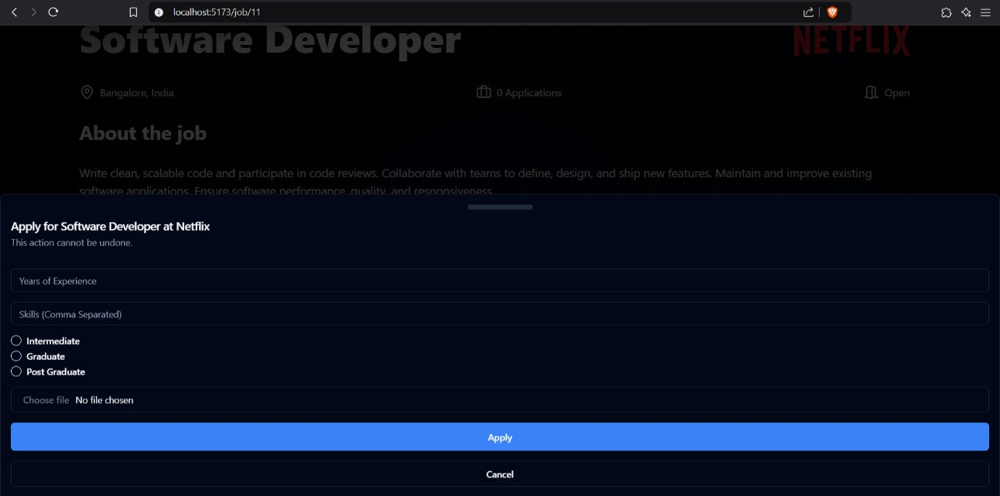 localhost:5173/job/11
Software Developer
NETFLIX
Bangalore, India
0 Applications
Open
About the job
Write clean, scalable code and participate in code reviews. Collaborate with teams to define, design, and ship new features. Maintain and improve existing
software applications. Ensure software performance, quality, and responsiveness.
Apply for Software Developer at Netflix
This action cannot be undone.
Years of Experience
Skills (Comma Separated)
Intermediate
Graduate
Post Graduate
Choose file No file chosen
Apply
Cancel